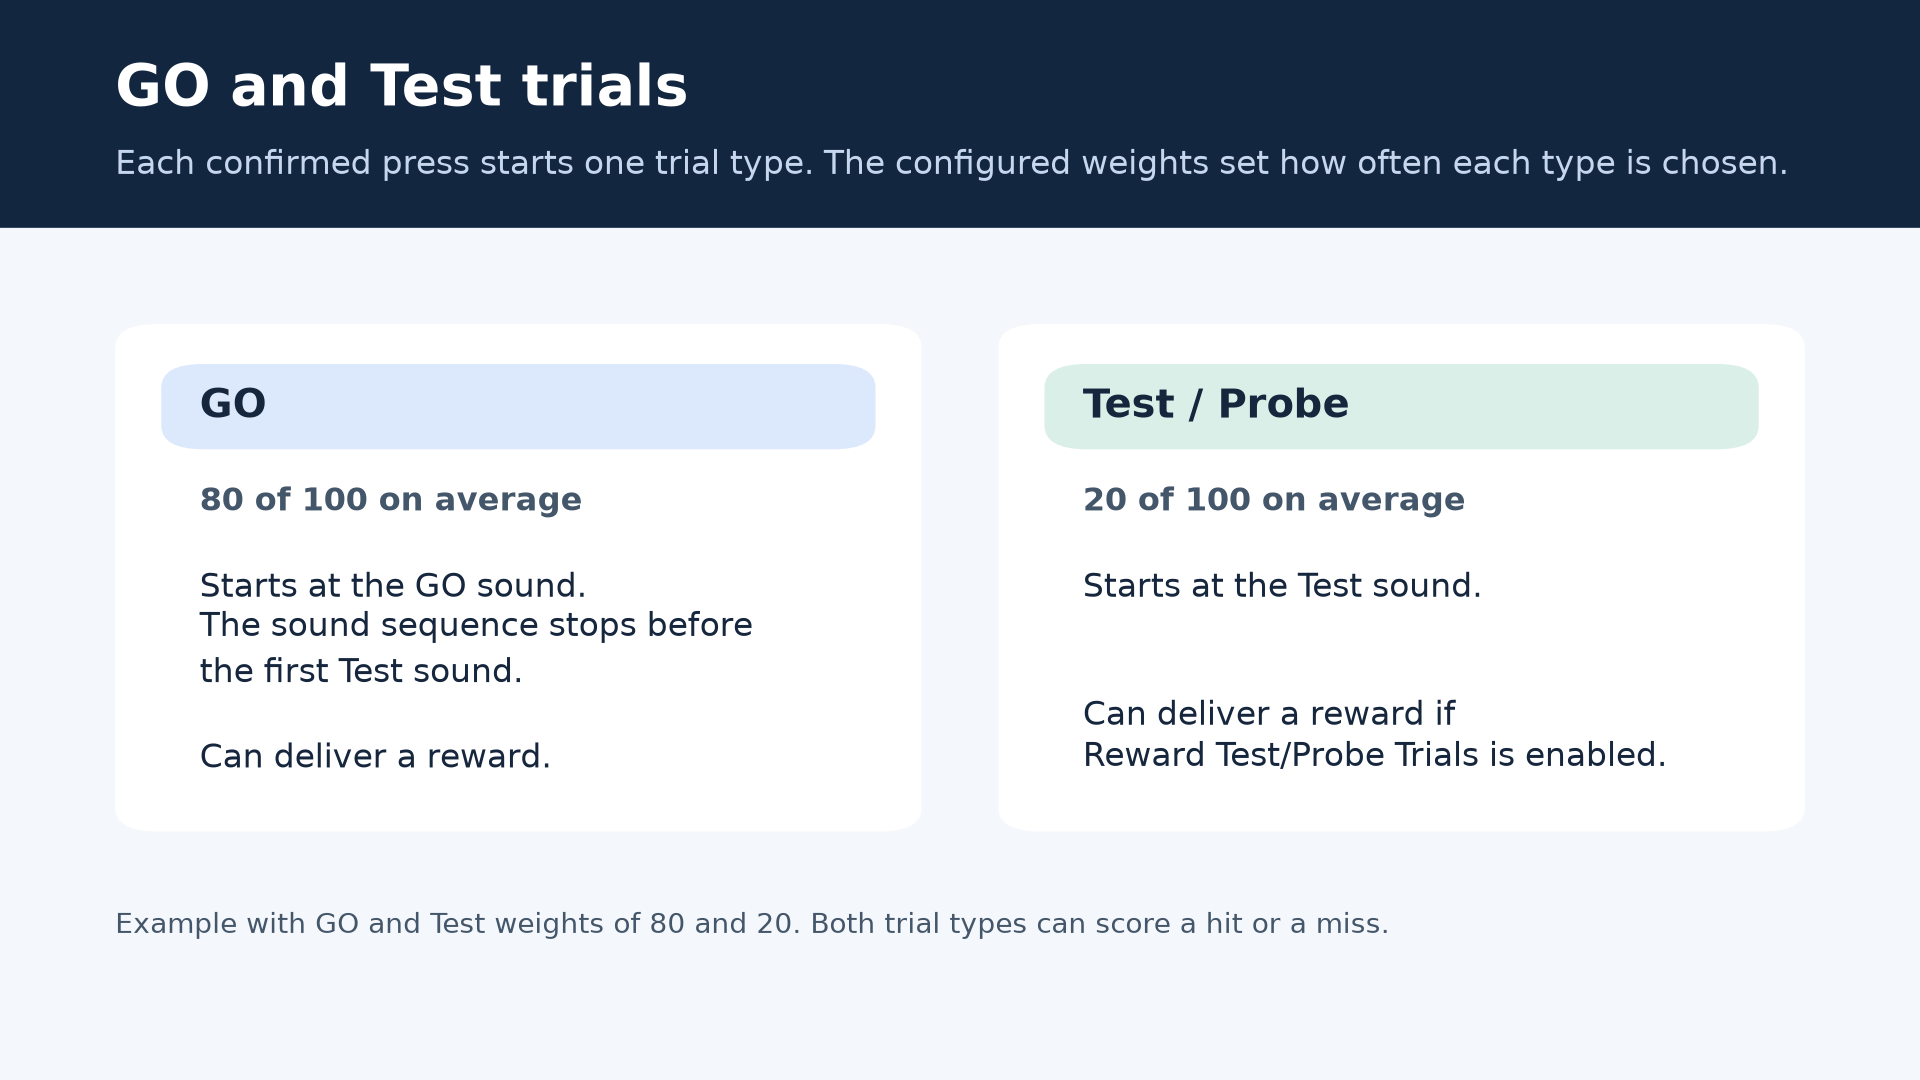 GO and Test trials
Each confirmed press starts one trial type. The configured weights set how often each type is chosen.
GO
80 of 100 on average
Starts at the GO sound.
The sound sequence stops before
the first Test sound.
Can deliver a reward.
Test / Probe
20 of 100 on average
Starts at the Test sound.
Can deliver a reward if
Reward Test/Probe Trials is enabled.
Example with GO and Test weights of 80 and 20. Both trial types can score a hit or a miss.